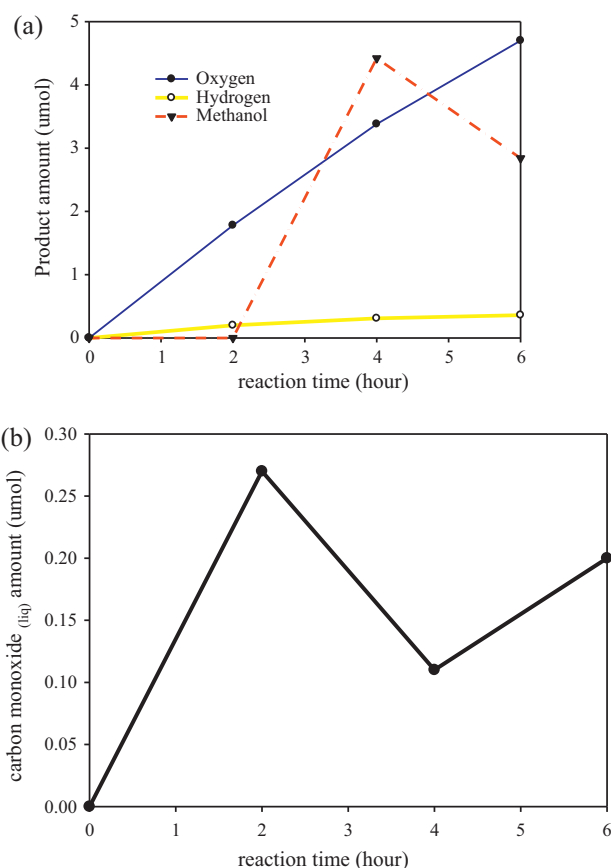 (a)
Product amount (umol)
5
4
3
2
1
0
Oxygen
Hydrogen
Methanol
0 1 2 3 4 5 6
reaction time (hour)
(b)
carbon monoxide (liq) amount (umol)
0.30
0.25
0.20
0.15
0.10
0.05
0.00
0 1 2 3 4 5 6
reaction time (hour)